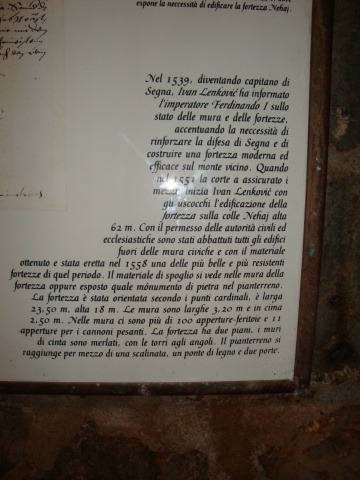 espone la neccessità di edificare la fortezza Nehaj.
Nel 1539, diventando capitano di
Segna, Ivan Lenković ha informato
l'imperatore Ferdinando I sullo
stato delle mura e delle fortezze,
accentuando la neccessità di
rinforzare la difesa di Segna e di
costruire una fortezza moderna ed
efficace sul monte vicino. Quando
nel 1551 la corte a assicurato i
mezzi, inizia Ivan Lenković con
gli uscocchi l'edificazione della
fortezza sulla colle Nehaj alta
62 m. Con il permesso delle autorità civili ed
ecclesiastiche sono stati abbattuti tutti gli edifici
fuori delle mura civiche e con il materiale
ottenuto e stata eretta nel 1558 una delle più belle e più resistenti
fortezze di quel periodo. Il materiale di spoglio si vede nelle mura della
fortezza oppure esposto quale mónumento di pietra nel pianterreno.
La fortezza è stata orientata secondo i punti cardinali, è larga
23,50 m, alta 18 m. Le mura sono larghe 3,20 m e in cima
2,50 m. Nelle mura ci sono più di 100 apperture-feritoie e 11
apperture per i cannoni pesanti. La fortezza ha due piani, i muri
di cinta sono merlati, con le torri agli angoli. Il pianterreno si
raggiunge per mezzo di una scalinata, un ponte di legno e due porte.